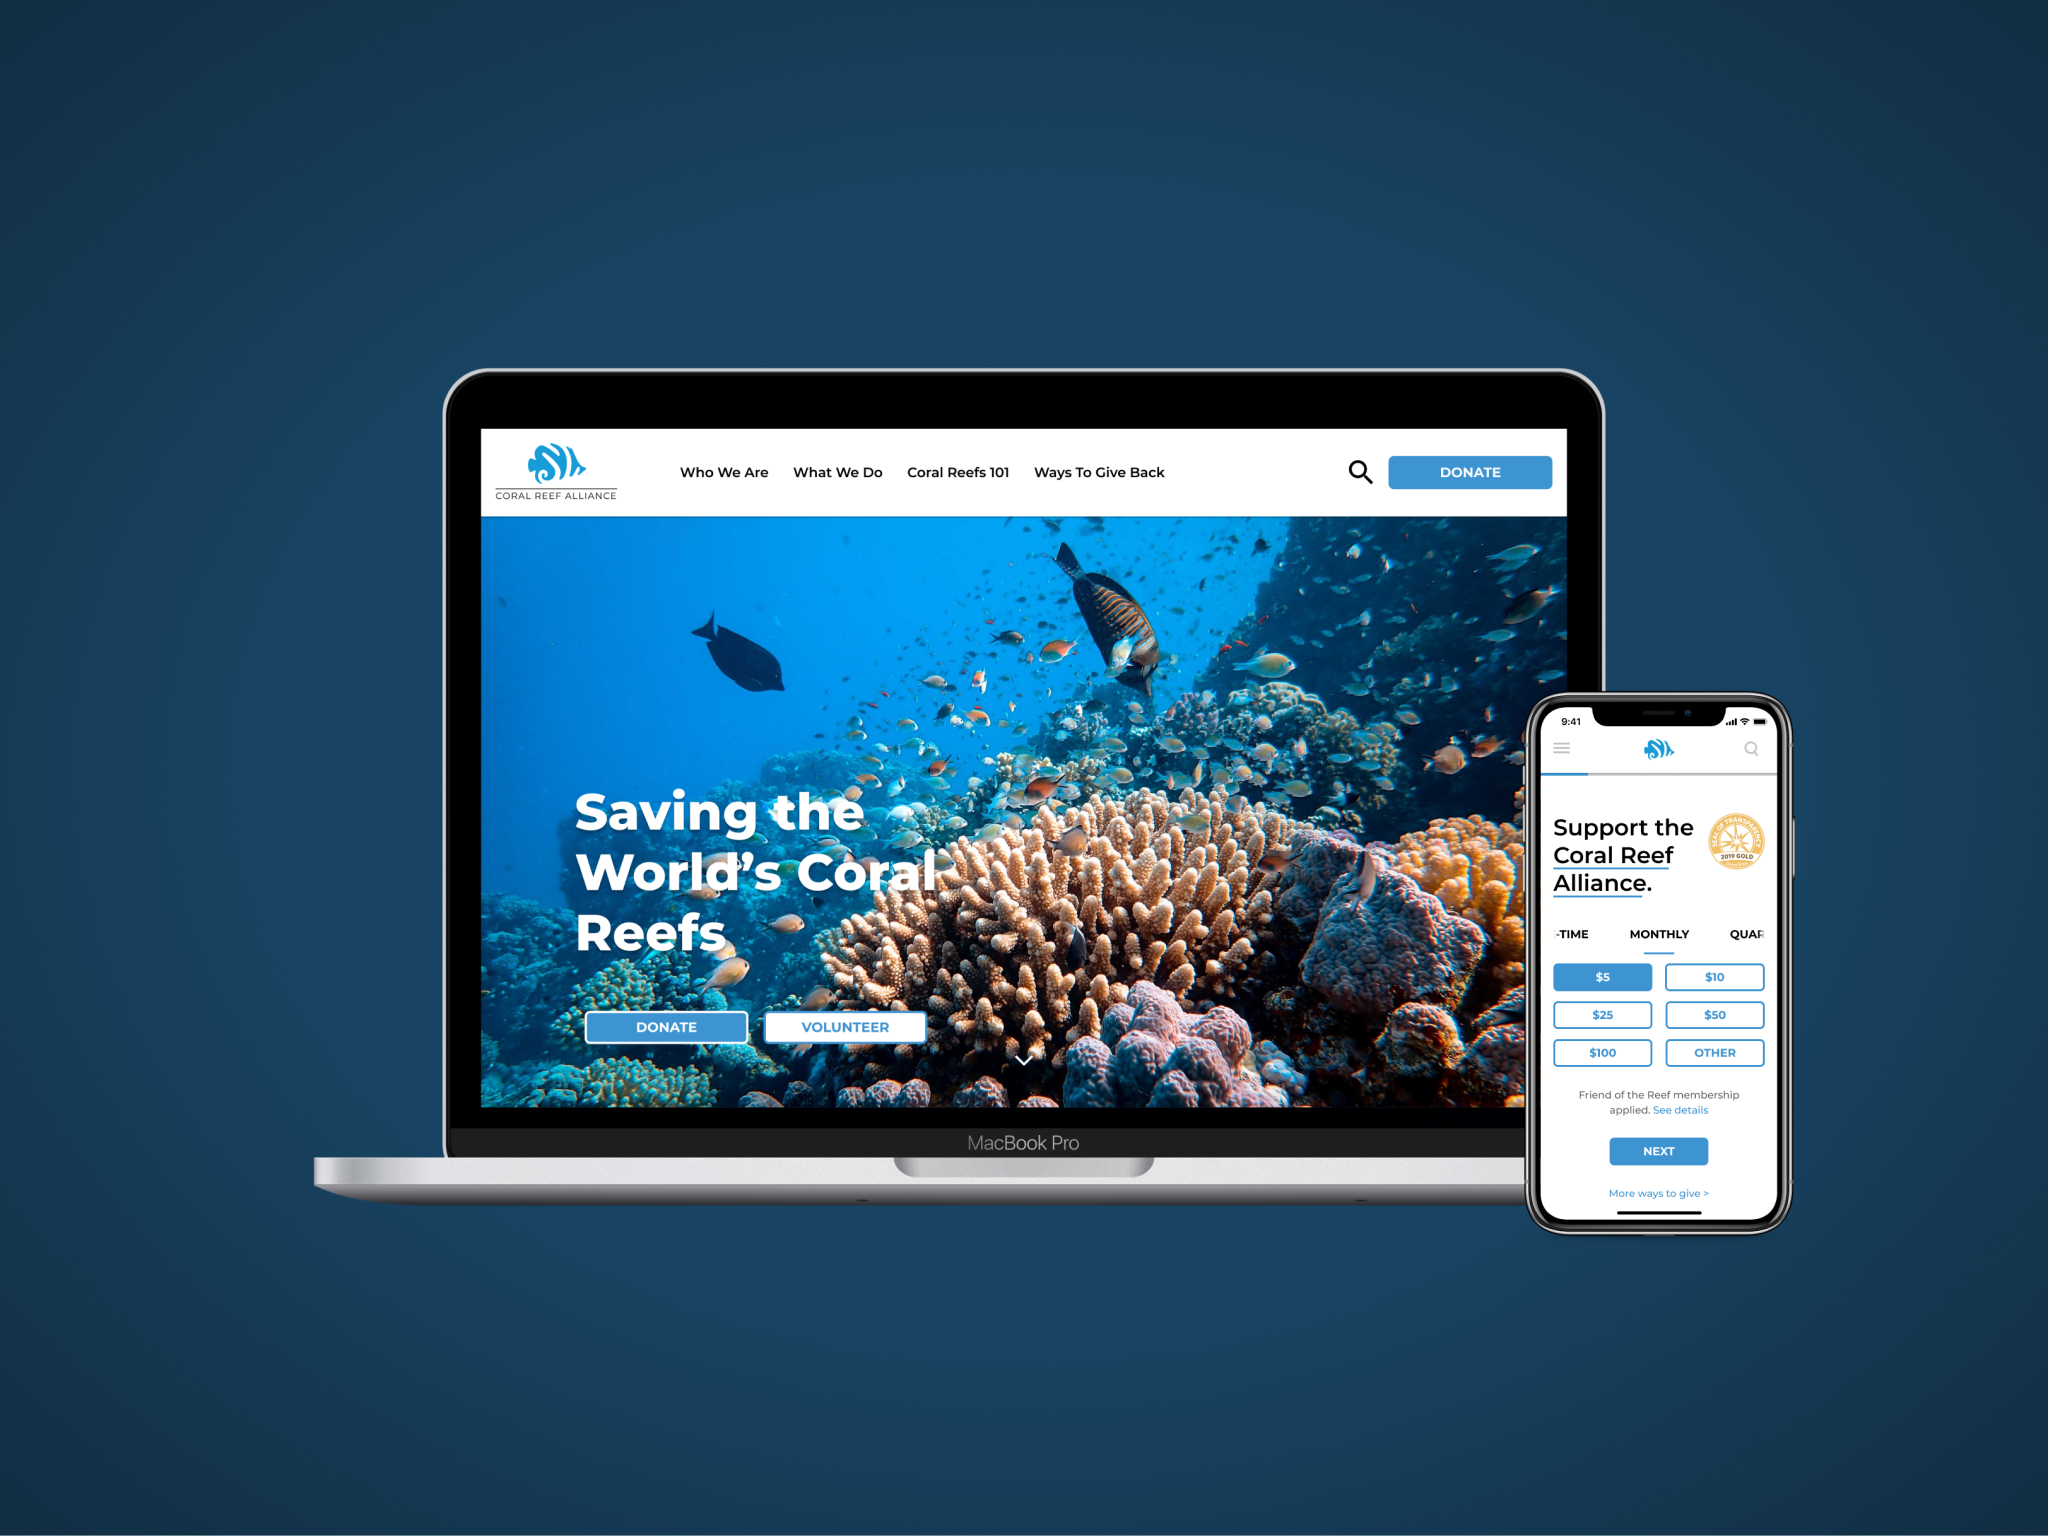 CORAL REEF ALLIANCE
Who We Are What We Do Coral Reefs 101 Ways To Give Back
DONATE
Saving the
World's Coral
Reefs
DONATE VOLUNTEER
MacBook Pro
9:41
Support the
Coral Reef
Alliance.
SEAL OF TRANSPARENCY
2019 GOLD
-TIME MONTHLY QUAR
$5 $10
$25 $50
$100 OTHER
Friend of the Reef membership
applied. See details
NEXT
More ways to give >